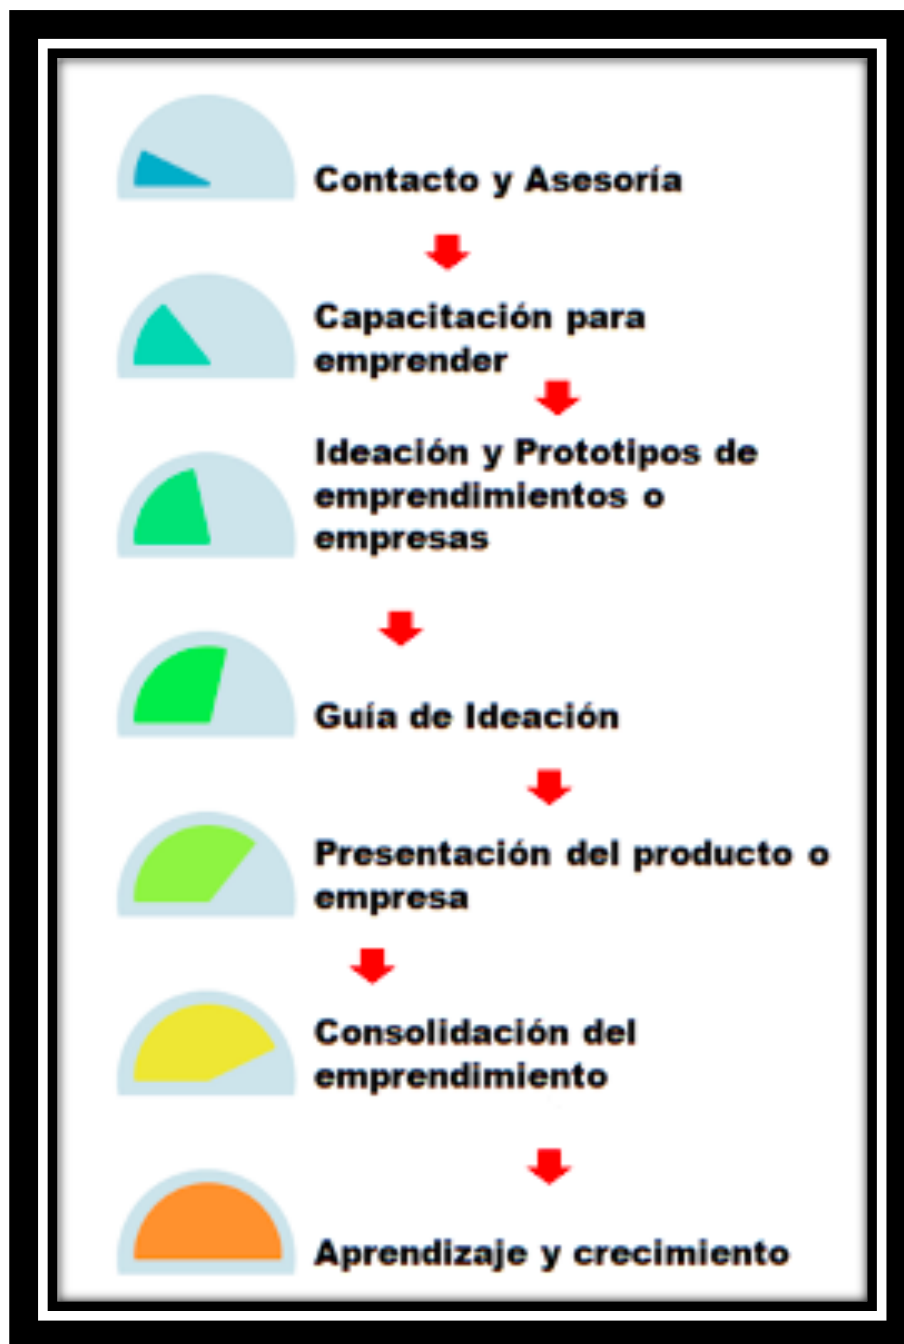 Contacto y Asesoría
Capacitación para
emprender
Ideación y Prototipos de
emprendimientos o
empresas
Guía de Ideación
Presentación del producto o
empresa
Consolidación del
emprendimiento
Aprendizaje y crecimiento